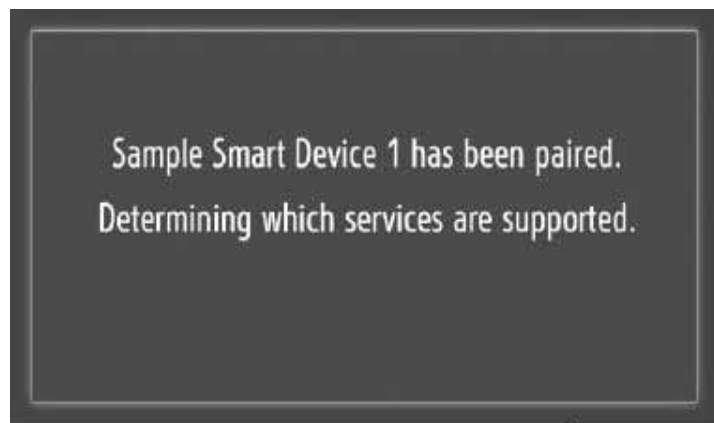 Sample Smart Device 1 has been paired.
Determining which services are supported.